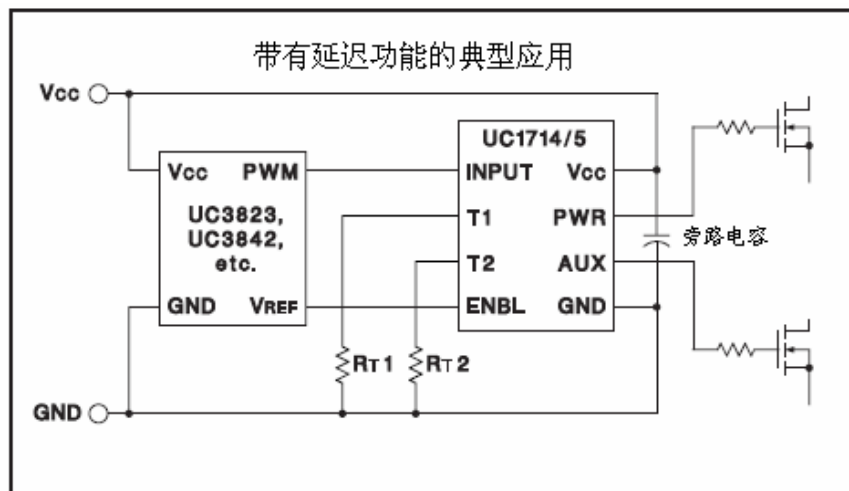 带有延迟功能的典型应用
Vcc
UC1714/5
Vcc PWM
INPUT Vcc
UC3823,
UC3842,
etc.
T1 PWR
旁路电容
T2 AUX
GND VREF
ENBL GND
RT1 RT2
GND